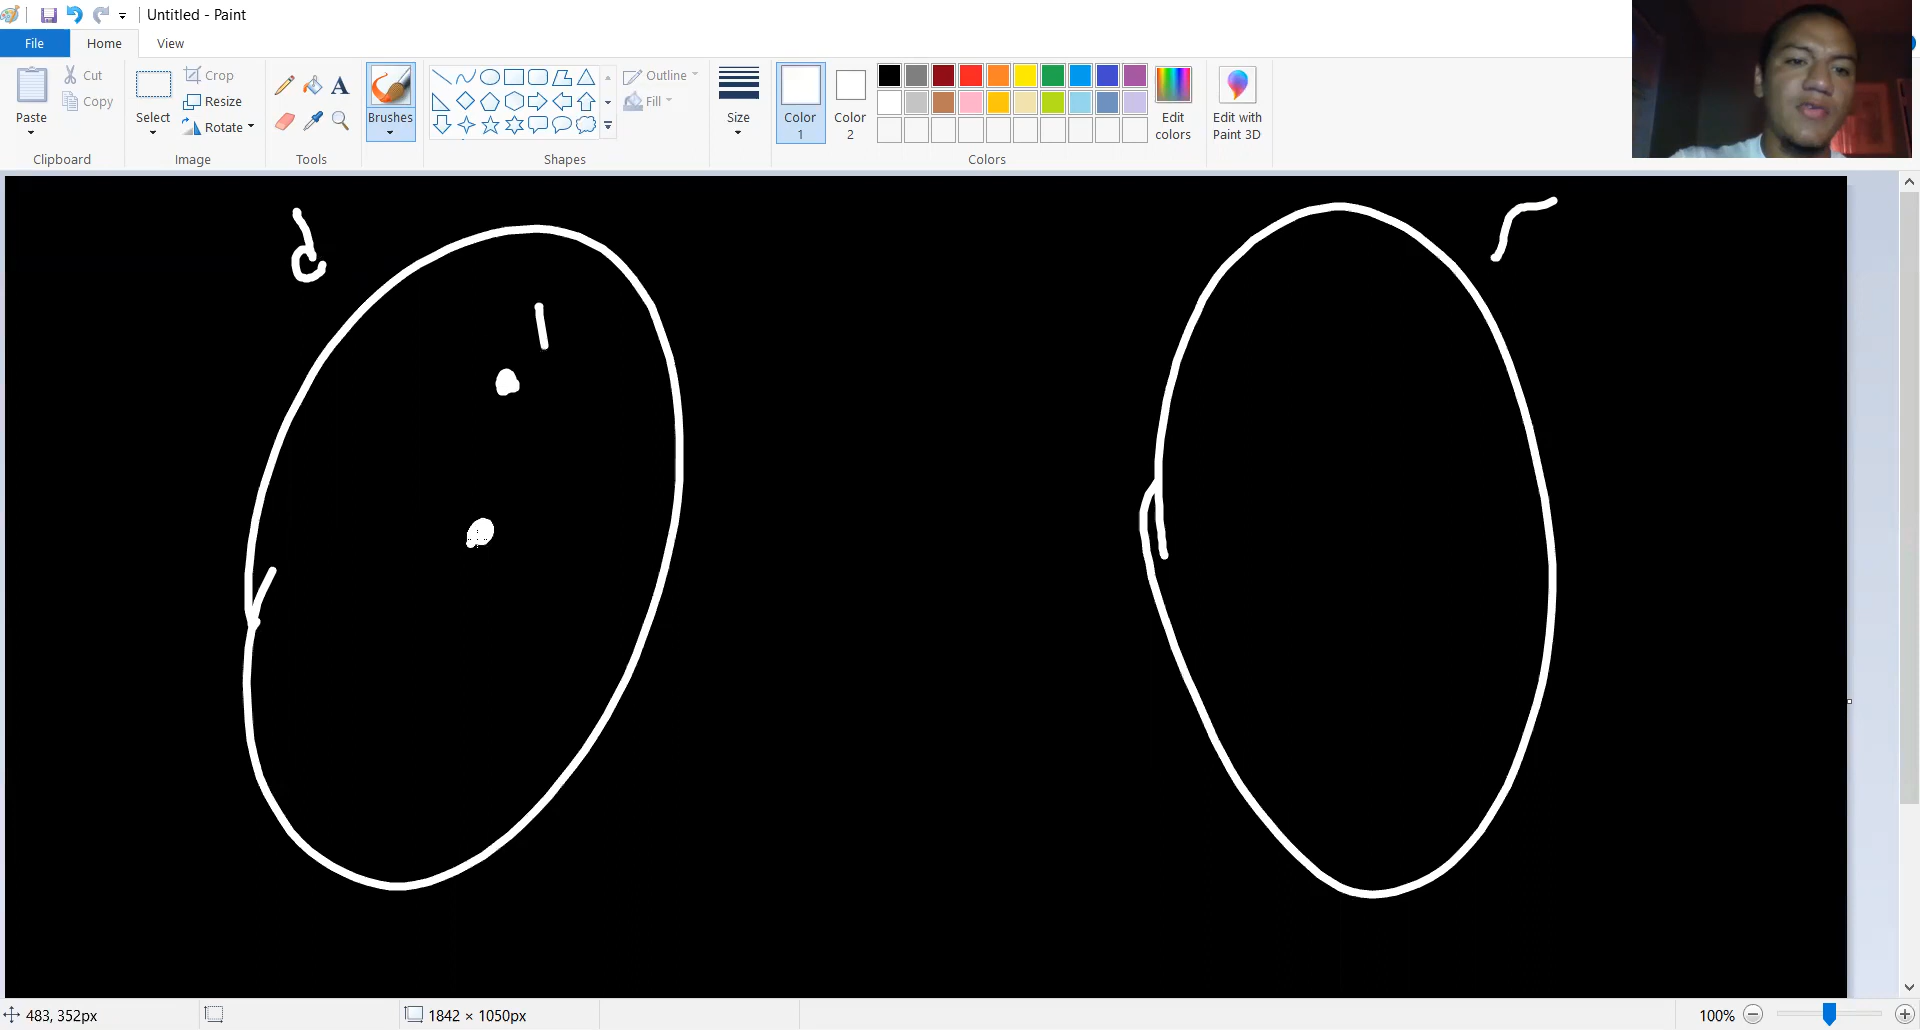 Untitled - Paint
File Home View
Paste
Cut
Copy
Clipboard
Select
Crop
Resize
Rotate
Image
Tools
Brushes
Shapes
Outline
Fill
Size
Color 1
Color 2
Colors
Edit colors
Edit with Paint 3D
d
r
1
483, 352px
1842 × 1050px
100%